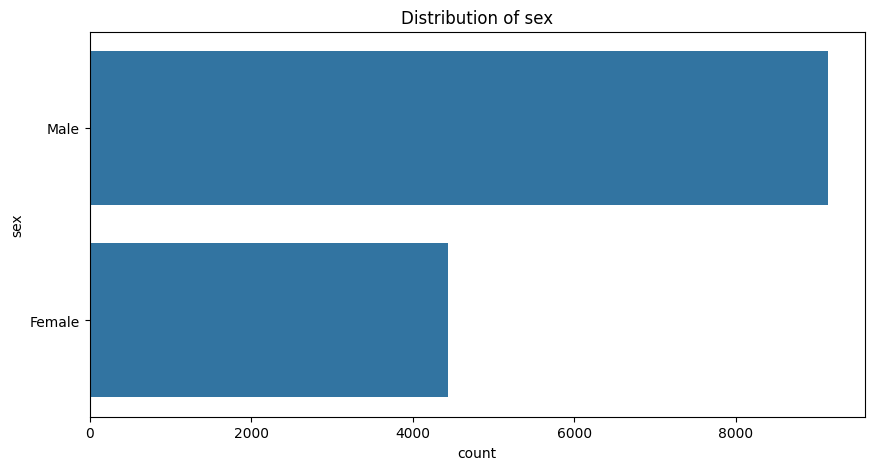 Distribution of sex
Male
Female
sex
0 2000 4000 6000 8000
count